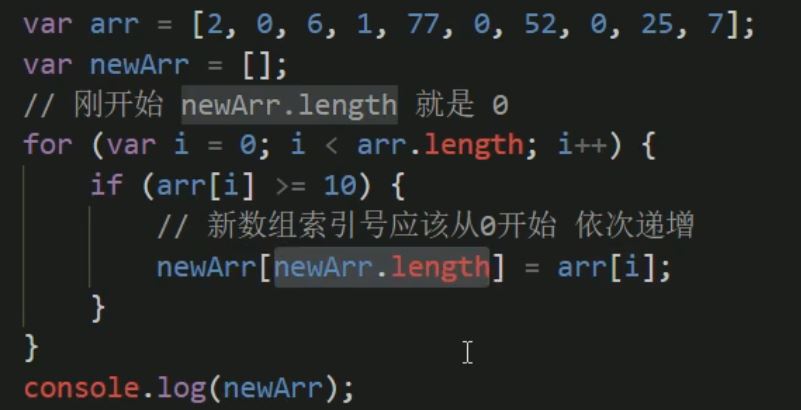 var arr = [2, 0, 6, 1, 77, 0, 52, 0, 25, 7];
var newArr = [];
// 刚开始 newArr.length 就是 0
for (var i = 0; i < arr.length; i++) {
if (arr[i] >= 10) {
// 新数组索引号应该从0开始 依次递增
newArr[newArr.length] = arr[i];
}
}
console.log(newArr);